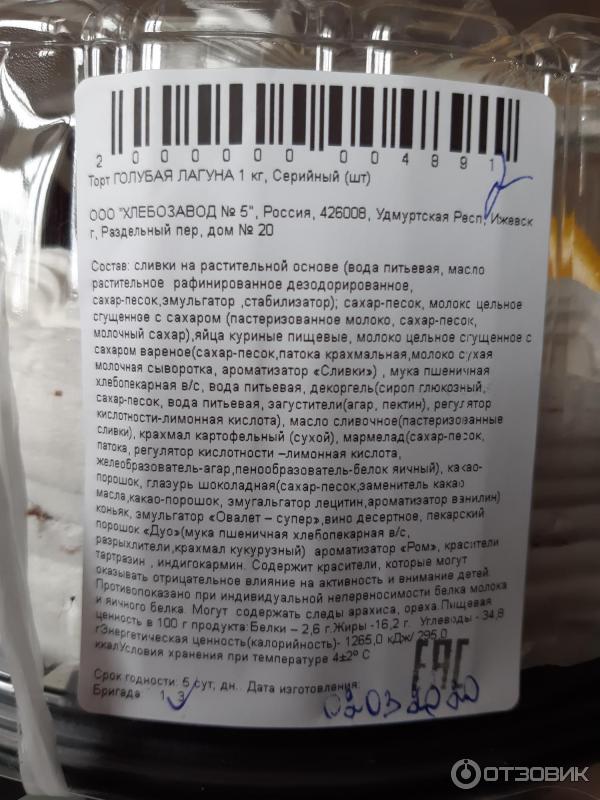 2 000000 004891
Торт ГОЛУБАЯ ЛАГУНА 1 кг, Серийный (шт)
ООО "ХЛЕБОЗАВОД № 5", Россия, 426008, Удмуртская Респ, Ижевск
г, Раздельный пер, дом № 20
Состав: сливки на растительной основе (вода питьевая, масло
растительное рафинированное дезодорированное,
сахар-песок,эмульгатор ,стабилизатор); сахар-песок, молоко цельное
сгущенное с сахаром (пастеризованное молоко, сахар-песок,
молочный сахар),яйца куриные пищевые, молоко цельное сгущенное с
сахаром вареное(сахар-песок,патока крахмальная,молоко сухая
молочная сыворотка, ароматизатор «Сливки») , мука пшеничная
хлебопекарная в/с, вода питьевая, декоргель(сироп глюкозный,
сахар-песок, вода питьевая, загустители(агар, пектин), регулятор
кислотности-лимонная кислота), масло сливочное(пастеризованные
сливки), крахмал картофельный (сухой), мармелад(сахар-песок,
патока, регулятор кислотности –лимонная кислота,
желеобразователь-агар,пенообразователь-белок яичный), какао-
порошок, глазурь шоколадная(сахар-песок,заменитель какао
масла,какао-порошок, эмугальгатор лецитин,ароматизатор ванилин)
коньяк, эмульгатор «Овалет – супер»,вино десертное, пекарский
порошок «Дуо»(мука пшеничная хлебопекарная в/с,
разрыхлители,крахмал кукурузный) ароматизатор «Ром», красители
тартразин , индигокармин. Содержит красители, которые могут
оказывать отрицательное влияние на активность и внимание детей.
Противопоказано при индивидуальной непереносимости белка молока
и яичного белка. Могут содержать следы арахиса, ореха.Пищевая
ценность в 100 г продукта:Белки – 2,6 г.Жиры -16,2 г. Углеводы - 34,8
гЭнергетическая ценность(калорийность)- 1265,0 кДж/ 295,0
ккалУсловия хранения при температуре 4±2° С
ЕАС
Срок годности: 5 сут, дн.. Дата изготовления:
Бригада 1 3 02032020
ОТЗОВИК